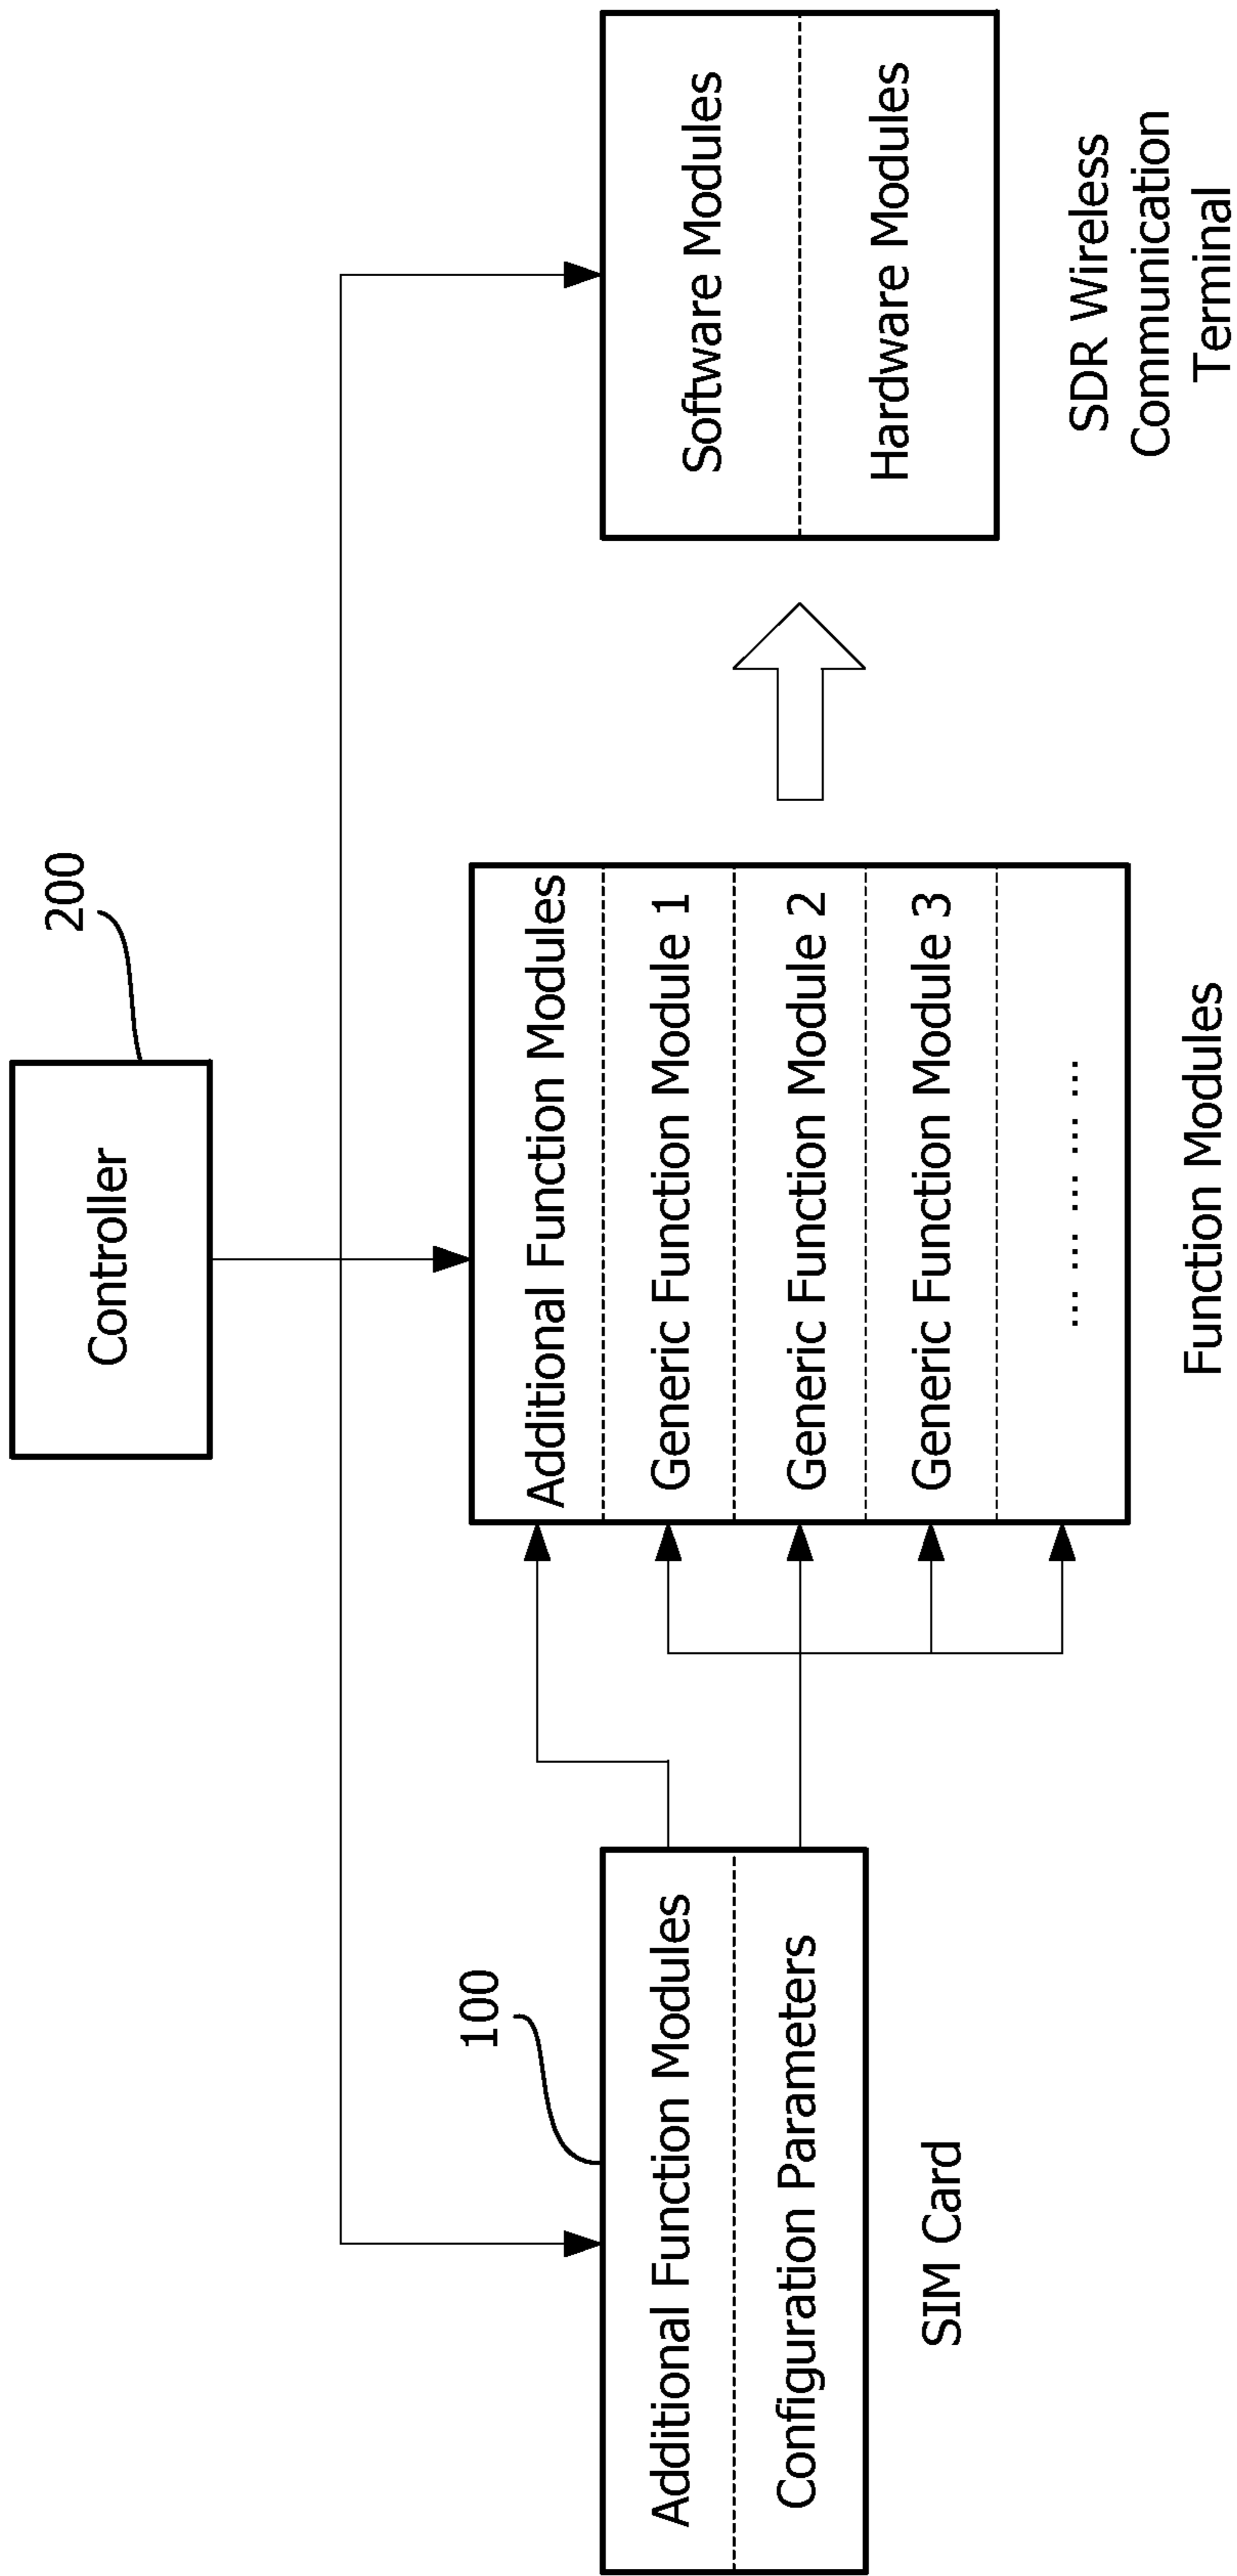 Controller
200
100
Additional Function Modules
Configuration Parameters
SIM Card
Additional Function Modules
Generic Function Module 1
Generic Function Module 2
Generic Function Module 3
... ... ... ... ...
Function Modules
Software Modules
Hardware Modules
SDR Wireless
Communication
Terminal